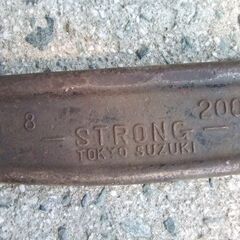 8 200
— STRONG —
TOKYO SUZUKI